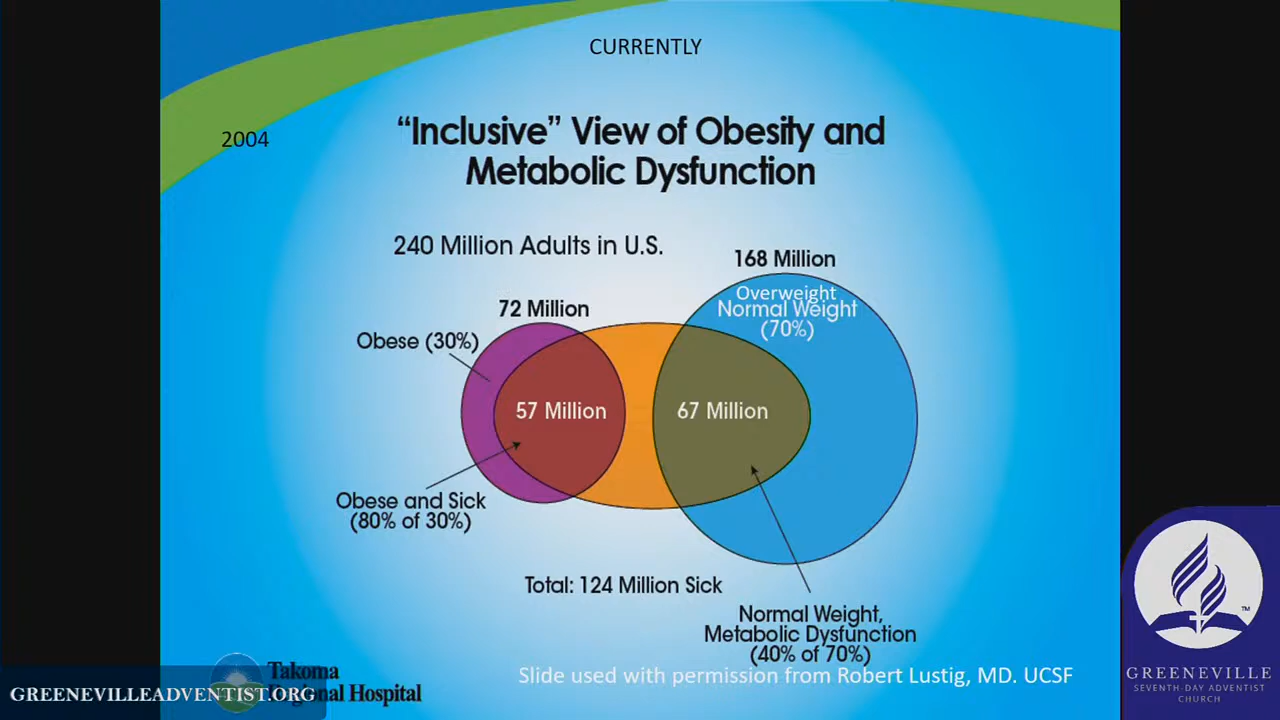 CURRENTLY
2004
“Inclusive” View of Obesity and
Metabolic Dysfunction
240 Million Adults in U.S.
168 Million
72 Million
Overweight
Normal Weight
(70%)
Obese (30%)
57 Million
67 Million
Obese and Sick
(80% of 30%)
Total: 124 Million Sick
Normal Weight,
Metabolic Dysfunction
(40% of 70%)
Slide used with permission from Robert Lustig, MD. UCSF
Takoma
Hospital
GREENEVILLEADVENTIST.ORG
TM
GREENEVILLE
SEVENTH-DAY ADVENTIST
CHURCH